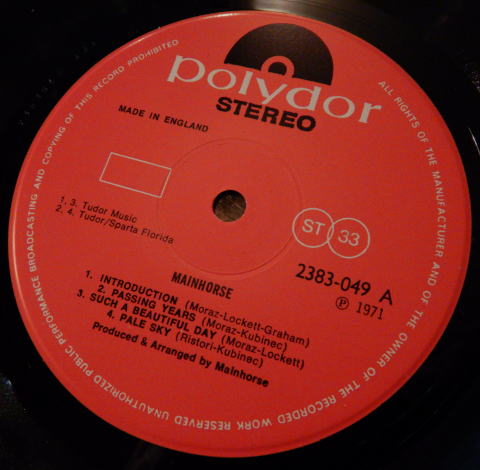 polydor
STEREO
MADE IN ENGLAND
1. 3. Tudor Music
2. 4. Tudor/Sparta Florida
ST 33
2383-049 A
Ⓟ 1971
MAINHORSE
1. INTRODUCTION (Moraz-Lockett-Graham)
2. PASSING YEARS (Moraz-Kubinec)
3. SUCH A BEAUTIFUL DAY (Moraz-Lockett)
4. PALE SKY (Ristori-Kubinec)
Produced & Arranged by Mainhorse
ALL RIGHTS OF THE MANUFACTURER AND OF THE OWNER OF THE RECORDED WORK RESERVED UNAUTHORIZED PUBLIC PERFORMANCE BROADCASTING AND COPYING OF THIS RECORD PROHIBITED